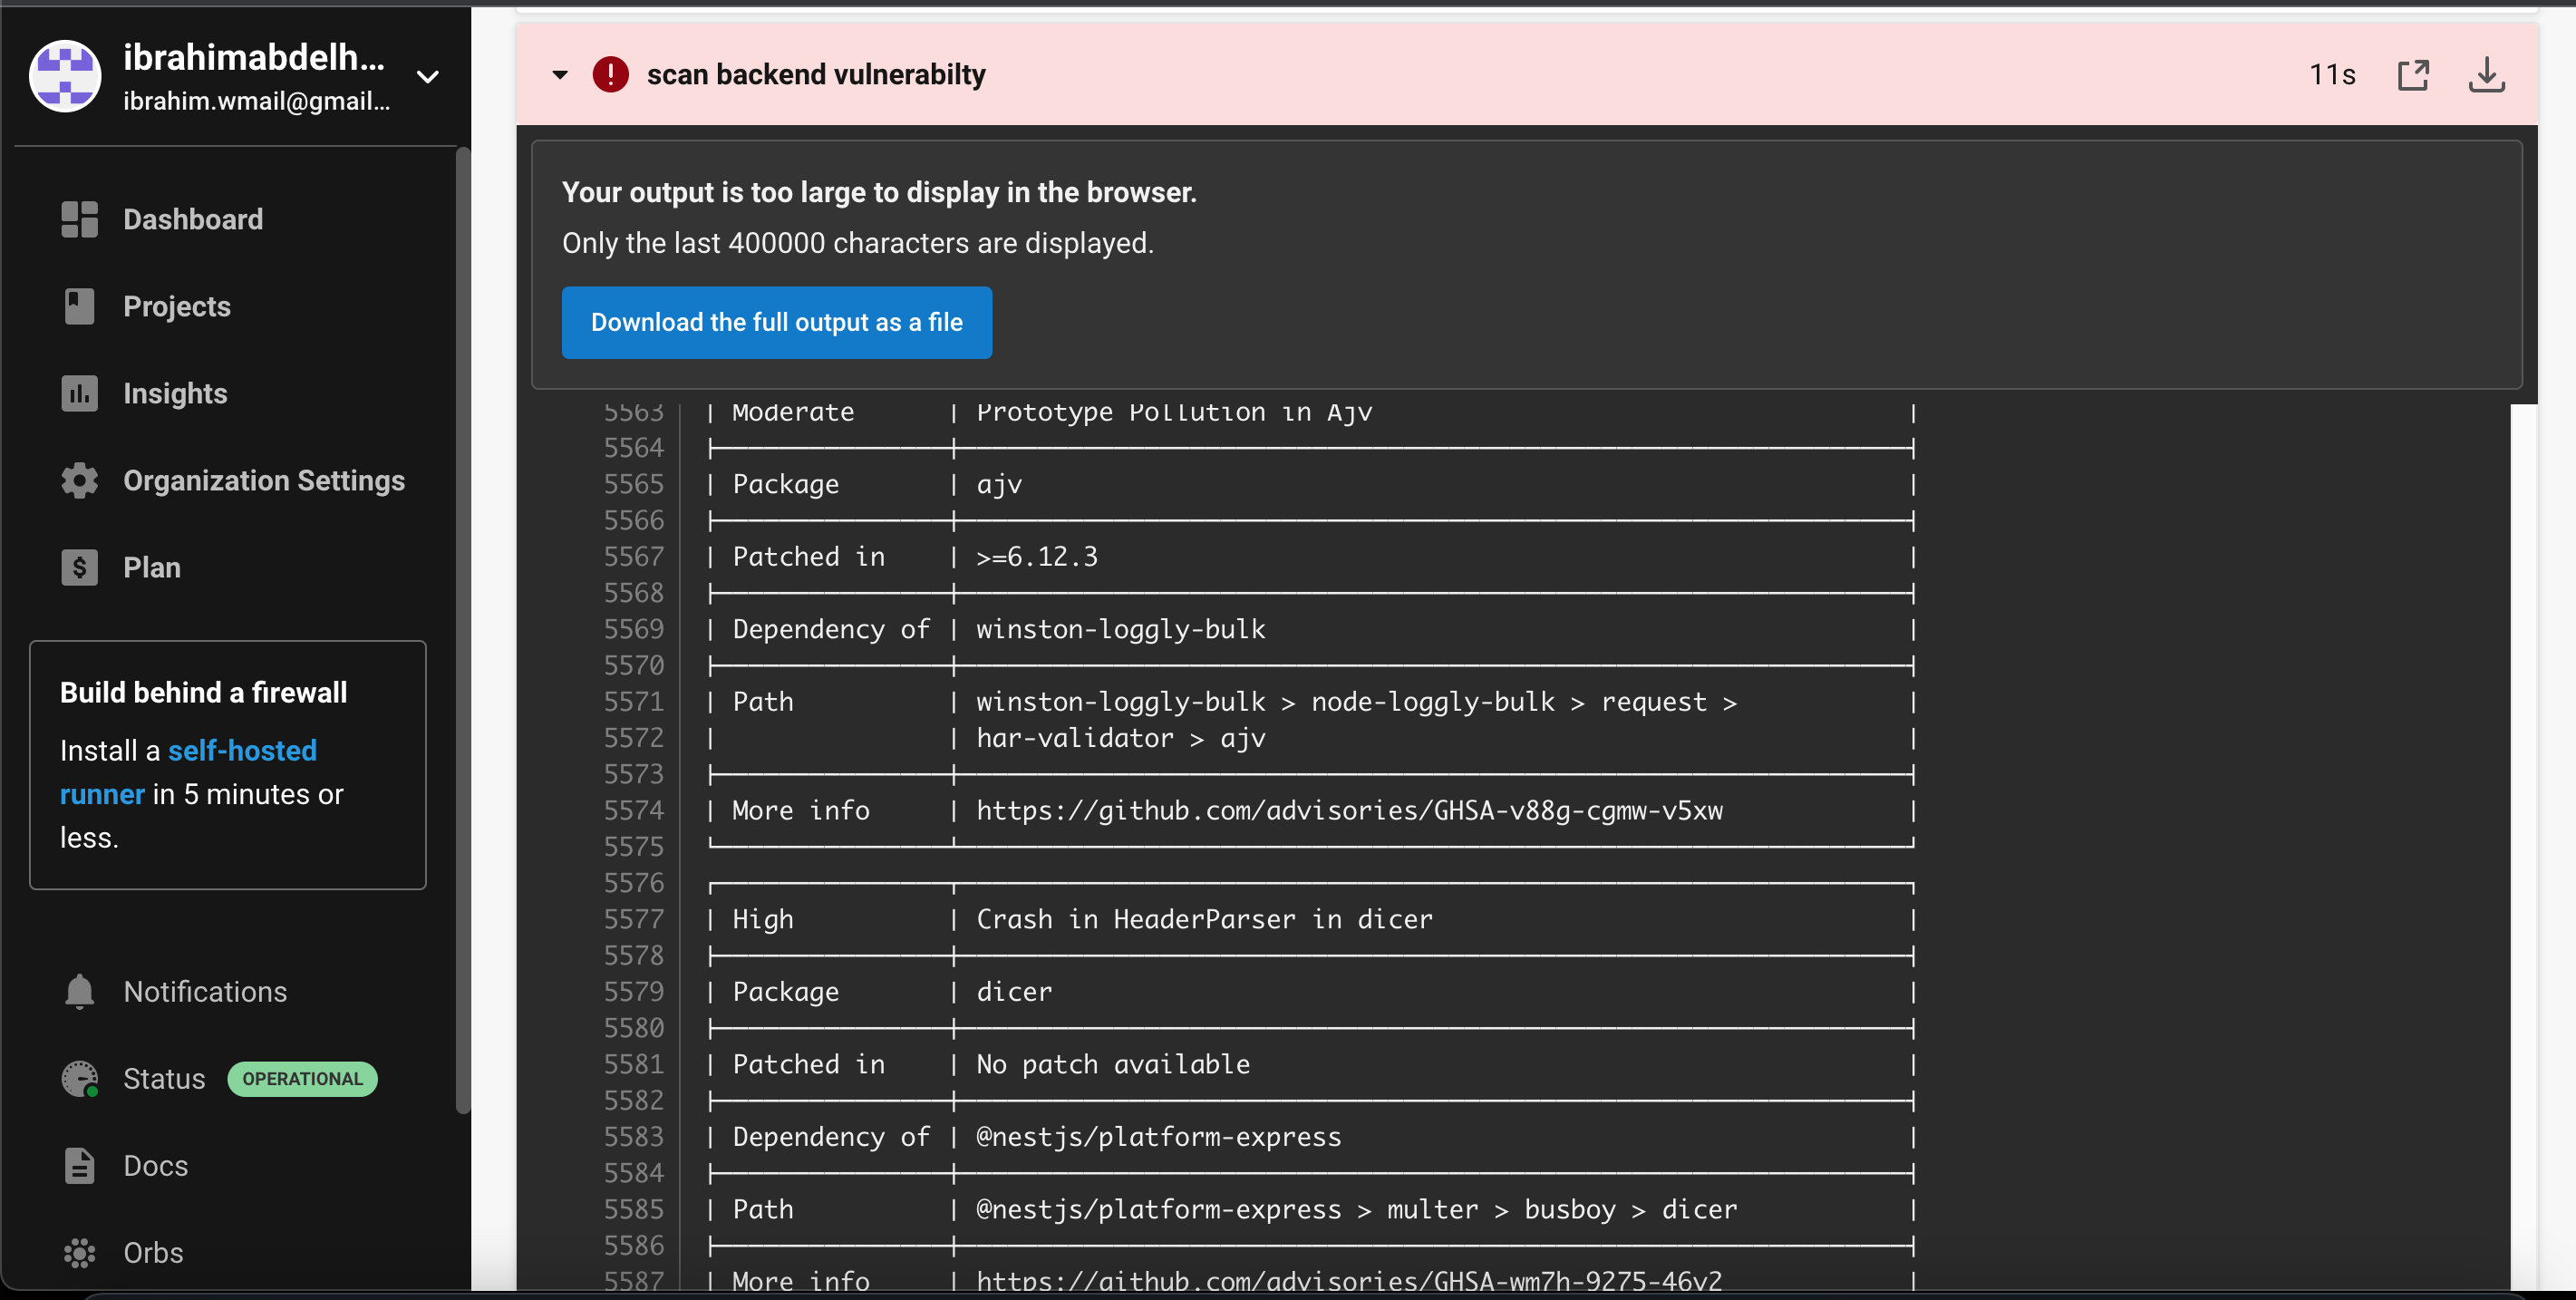 ibrahimabdelh...
ibrahim.wmail@gmail...
Dashboard
Projects
Insights
Organization Settings
Plan
Build behind a firewall
Install a self-hosted
runner in 5 minutes or
less.
Notifications
Status OPERATIONAL
Docs
Orbs
scan backend vulnerabilty
11s
Your output is too large to display in the browser.
Only the last 400000 characters are displayed.
Download the full output as a file
5563 | Moderate | Prototype Pollution in Ajv |
5564
5565 | Package | ajv |
5566
5567 | Patched in | >=6.12.3 |
5568
5569 | Dependency of | winston-loggly-bulk |
5570
5571 | Path | winston-loggly-bulk > node-loggly-bulk > request > |
5572 | | har-validator > ajv |
5573
5574 | More info | https://github.com/advisories/GHSA-v88g-cgmw-v5xw |
5575
5576
5577 | High | Crash in HeaderParser in dicer |
5578
5579 | Package | dicer |
5580
5581 | Patched in | No patch available |
5582
5583 | Dependency of | @nestjs/platform-express |
5584
5585 | Path | @nestjs/platform-express > multer > busboy > dicer |
5586
5587 | More info | https://github.com/advisories/GHSA-wm7h-9275-46v2 |